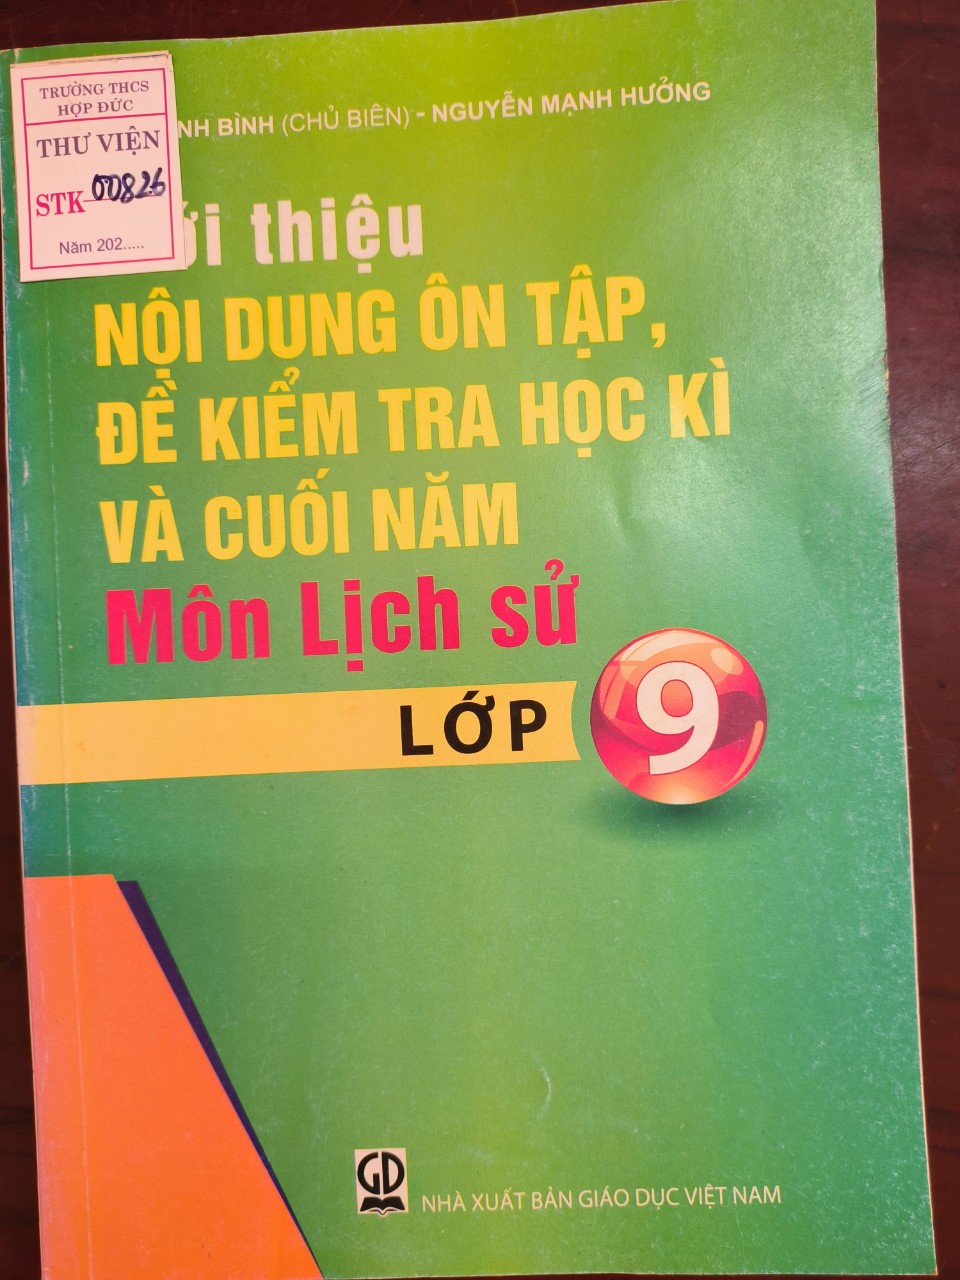 TRƯỜNG THCS
HỢP ĐỨC
THƯ VIỆN
STK 00826
Năm 202.....
BÌNH (CHỦ BIÊN) - NGUYỄN MẠNH HƯỞNG
thiệu
NỘI DUNG ÔN TẬP,
ĐỀ KIỂM TRA HỌC KÌ
VÀ CUỐI NĂM
Môn Lịch sử
LỚP 9
GD
NHÀ XUẤT BẢN GIÁO DỤC VIỆT NAM